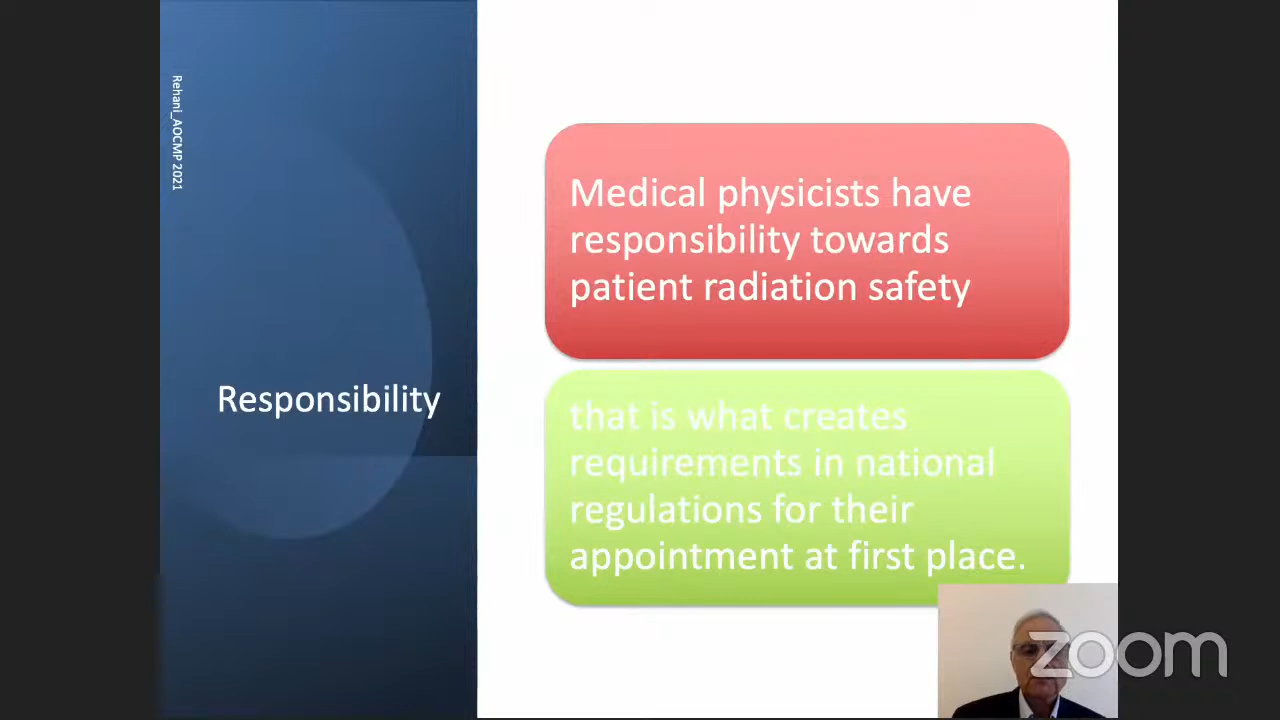 Rehani_AOCMP 2021
Responsibility
Medical physicists have
responsibility towards
patient radiation safety
that is what creates
requirements in national
regulations for their
appointment at first place.
zoom